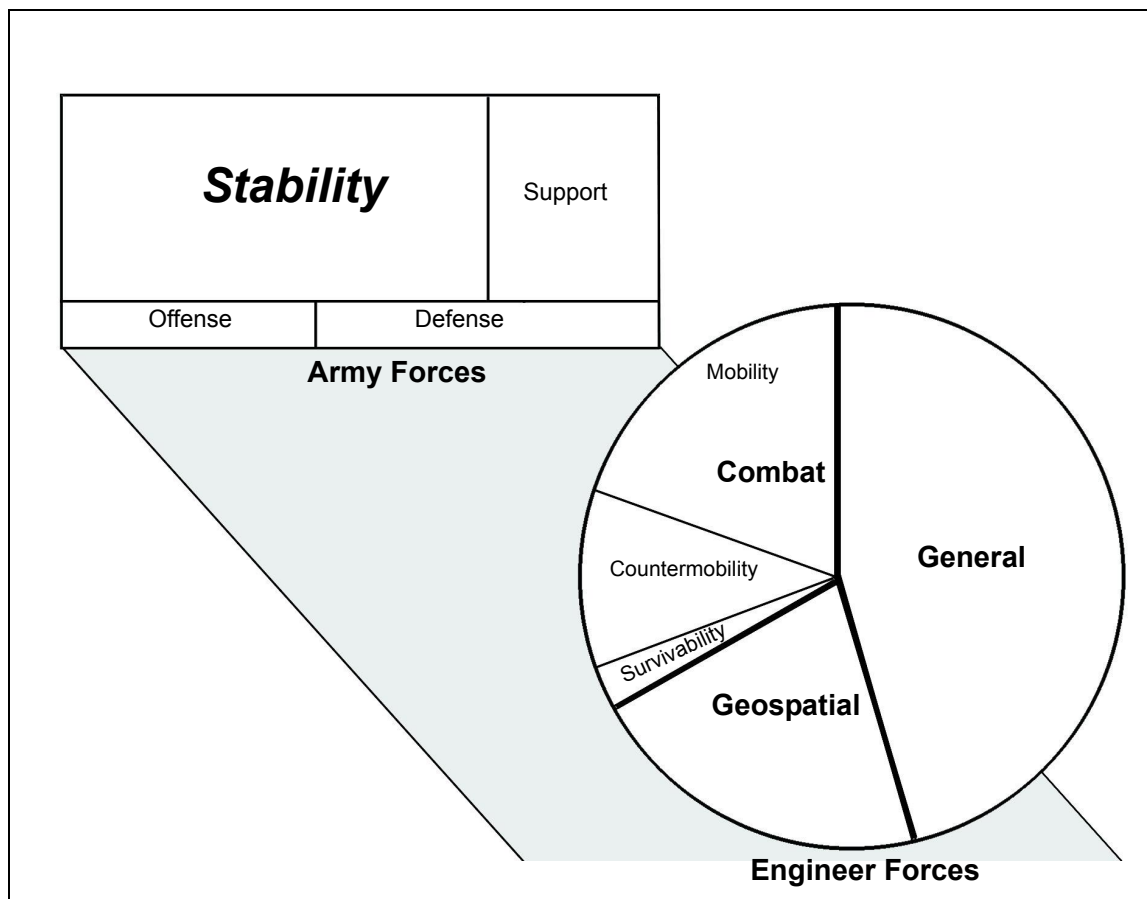 Stability
Support
Offense
Defense
Army Forces
Mobility
Combat
General
Countermobility
Survivability
Geospatial
Engineer Forces